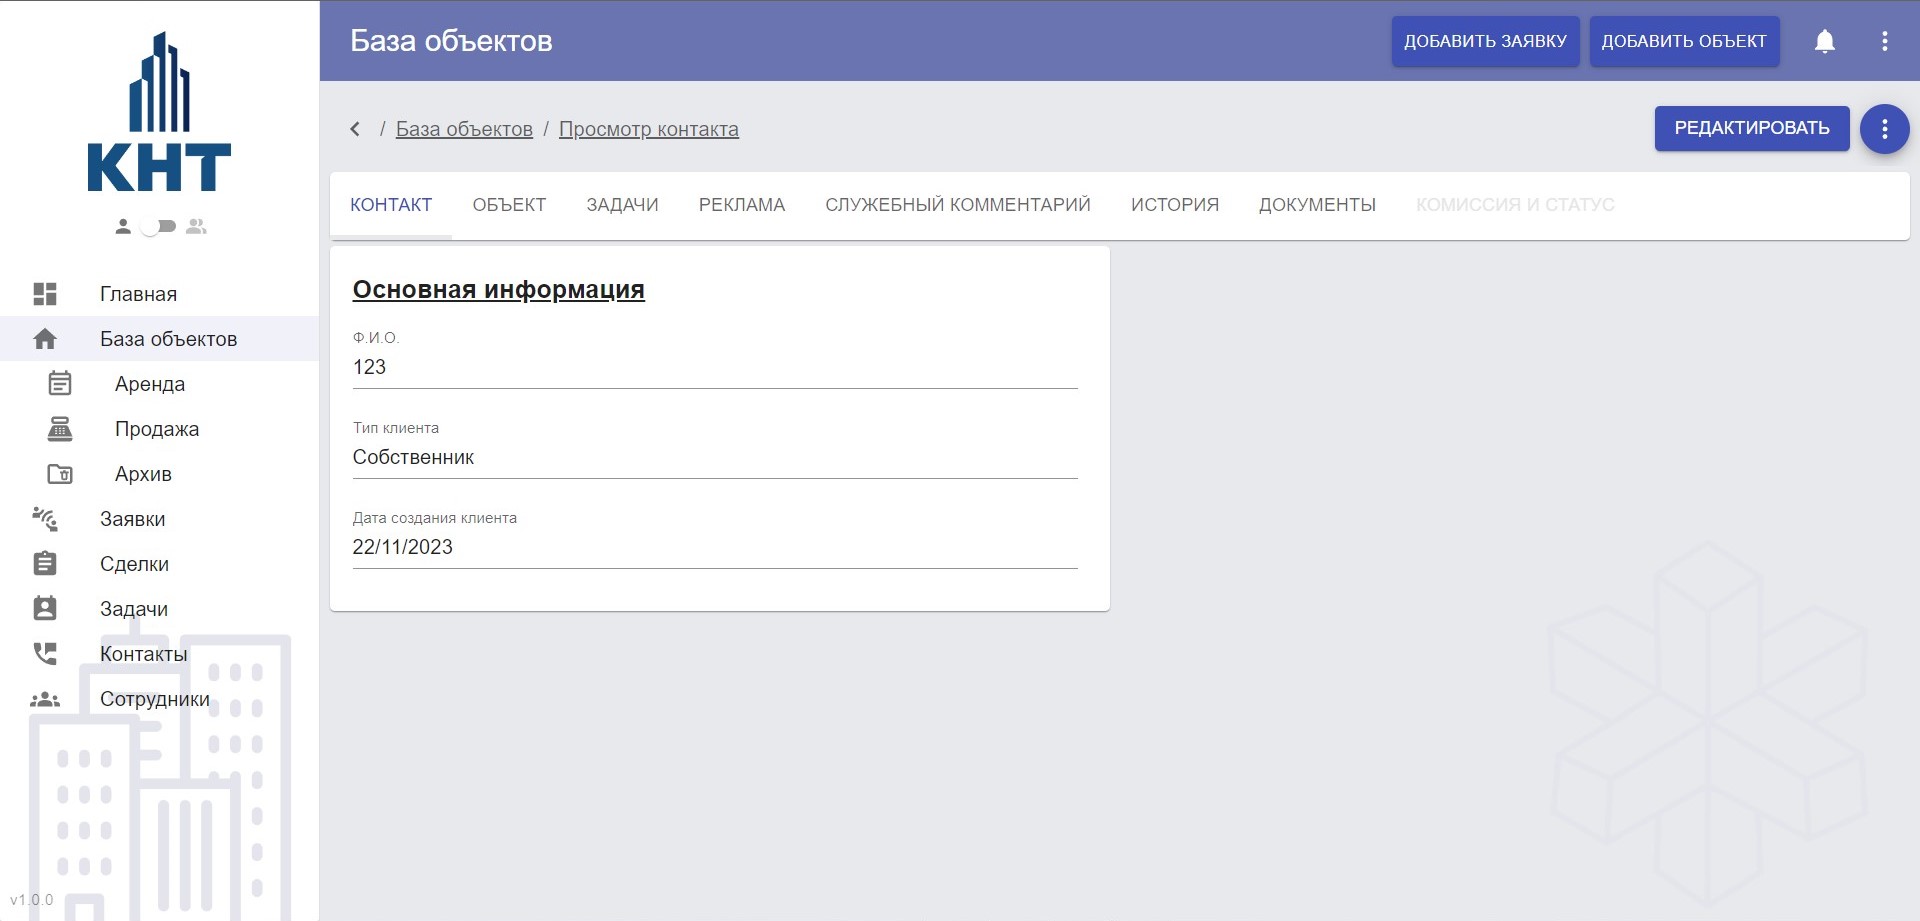 КНТ
Главная
База объектов
Аренда
Продажа
Архив
Заявки
Сделки
Задачи
Контакты
Сотрудники
v1.0.0
База объектов
ДОБАВИТЬ ЗАЯВКУ
ДОБАВИТЬ ОБЪЕКТ
/ База объектов / Просмотр контакта
РЕДАКТИРОВАТЬ
КОНТАКТ ОБЪЕКТ ЗАДАЧИ РЕКЛАМА СЛУЖЕБНЫЙ КОММЕНТАРИЙ ИСТОРИЯ ДОКУМЕНТЫ КОМИССИЯ И СТАТУС
Основная информация
Ф.И.О.
123
Тип клиента
Собственник
Дата создания клиента
22/11/2023